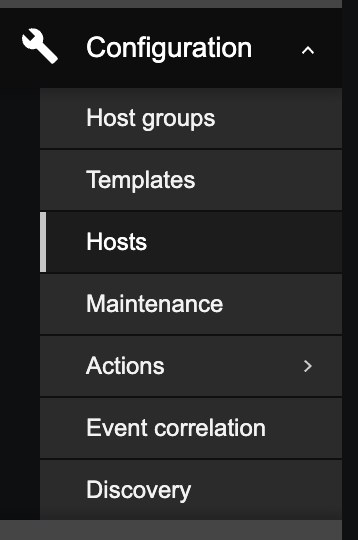 Configuration
Host groups
Templates
Hosts
Maintenance
Actions
Event correlation
Discovery